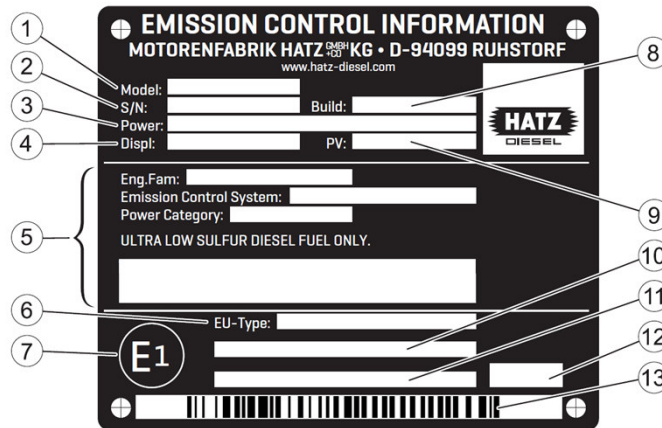 EMISSION CONTROL INFORMATION
MOTORENFABRIK HATZ GMBH +CO KG • D-94099 RUHSTORF
www.hatz-diesel.com
1 Model:
2 S/N: Build: 8
3 Power:
4 Displ: PV: 9
HATZ
DIESEL
5
Eng.Fam:
Emission Control System:
Power Category:
ULTRA LOW SULFUR DIESEL FUEL ONLY.
6 EU-Type: 10
7 E1 11
12
13